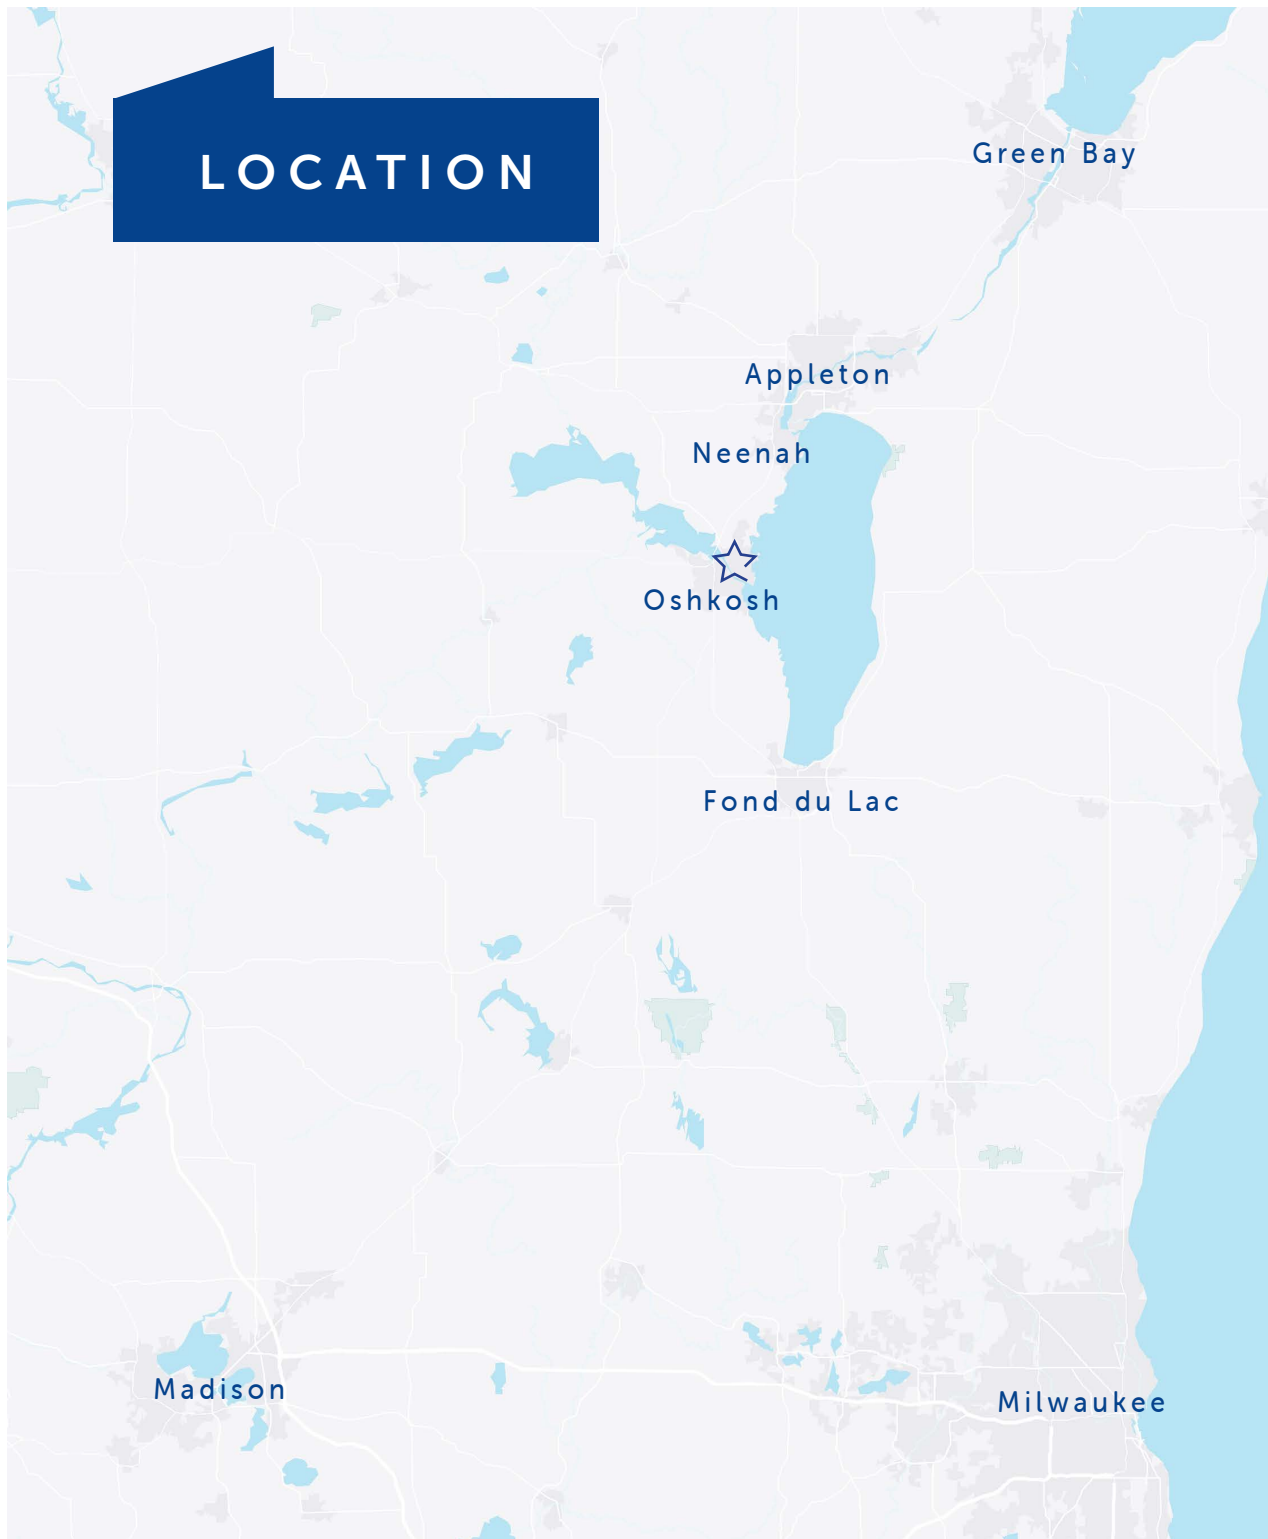 LOCATION
Green Bay
Appleton
Neenah
Oshkosh
Fond du Lac
Madison
Milwaukee